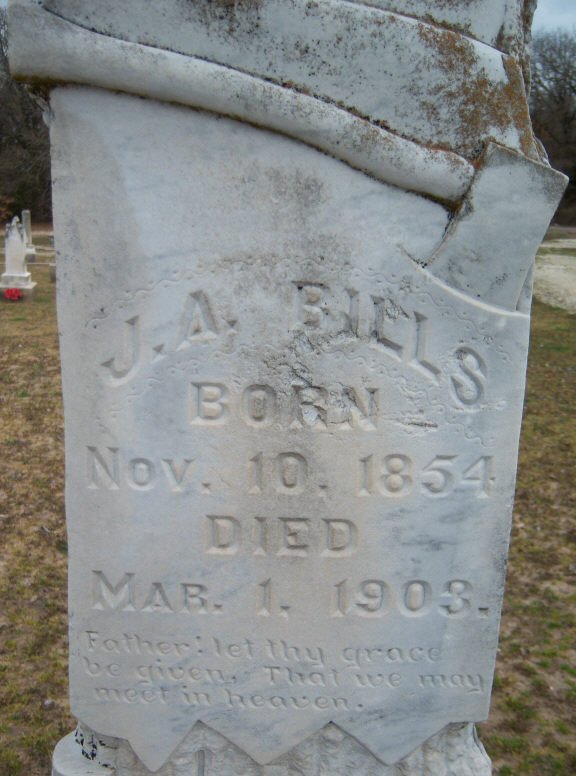 J. A. BILLS
BORN
NOV. 10, 1854
DIED
MAR. 1, 1903.
Father! let thy grace
be given, That we may
meet in heaven.